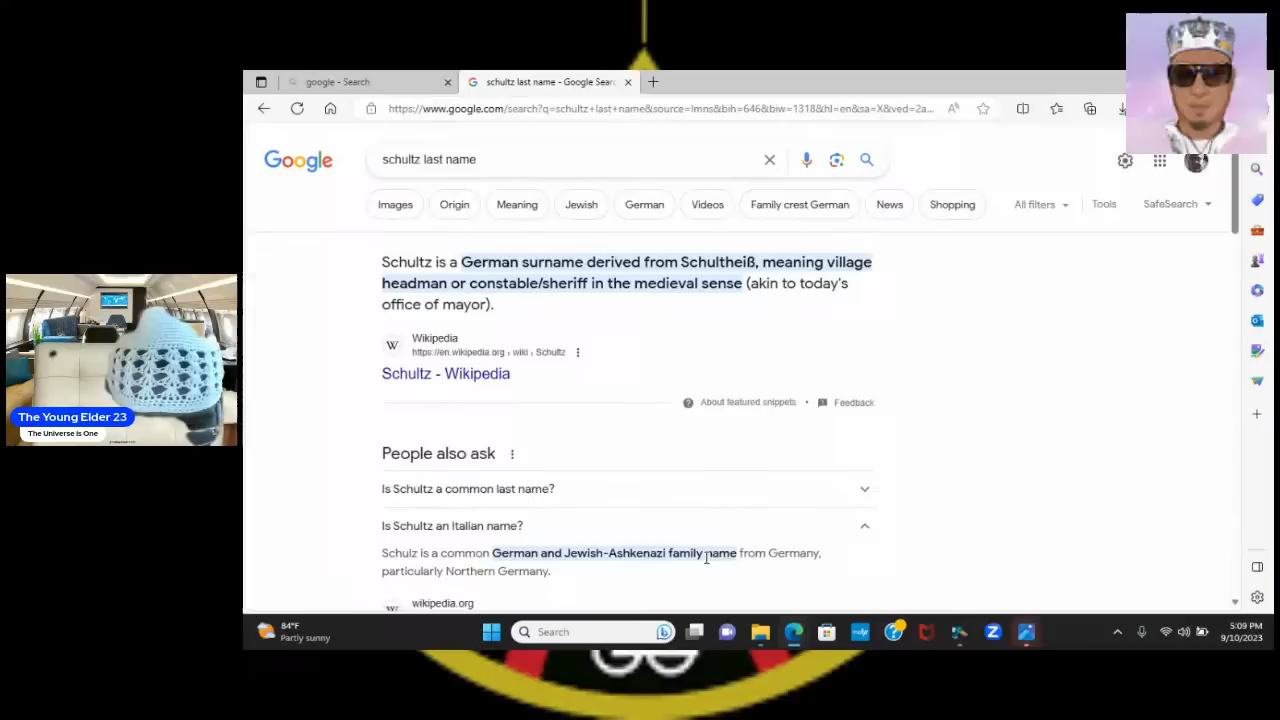 google - Search
schultz last name - Google Sear
https://www.google.com/search?q=schultz+last+name&source=lmns&bih=646&biw=1318&hl=en&sa=X&ved=2a...
Google
schultz last name
Images
Origin
Meaning
Jewish
German
Videos
Family crest German
News
Shopping
All filters
Tools
SafeSearch
Schultz is a German surname derived from Schultheiß, meaning village
headman or constable/sheriff in the medieval sense (akin to today's
office of mayor).
W
Wikipedia
https://en.wikipedia.org › wiki › Schultz
Schultz - Wikipedia
About featured snippets
Feedback
People also ask
Is Schultz a common last name?
Is Schultz an Italian name?
Schulz is a common German and Jewish-Ashkenazi family name from Germany,
particularly Northern Germany.
wikipedia.org
The Young Elder 23
The Universe is One
84°F
Partly sunny
Search
5:09 PM
9/10/2023